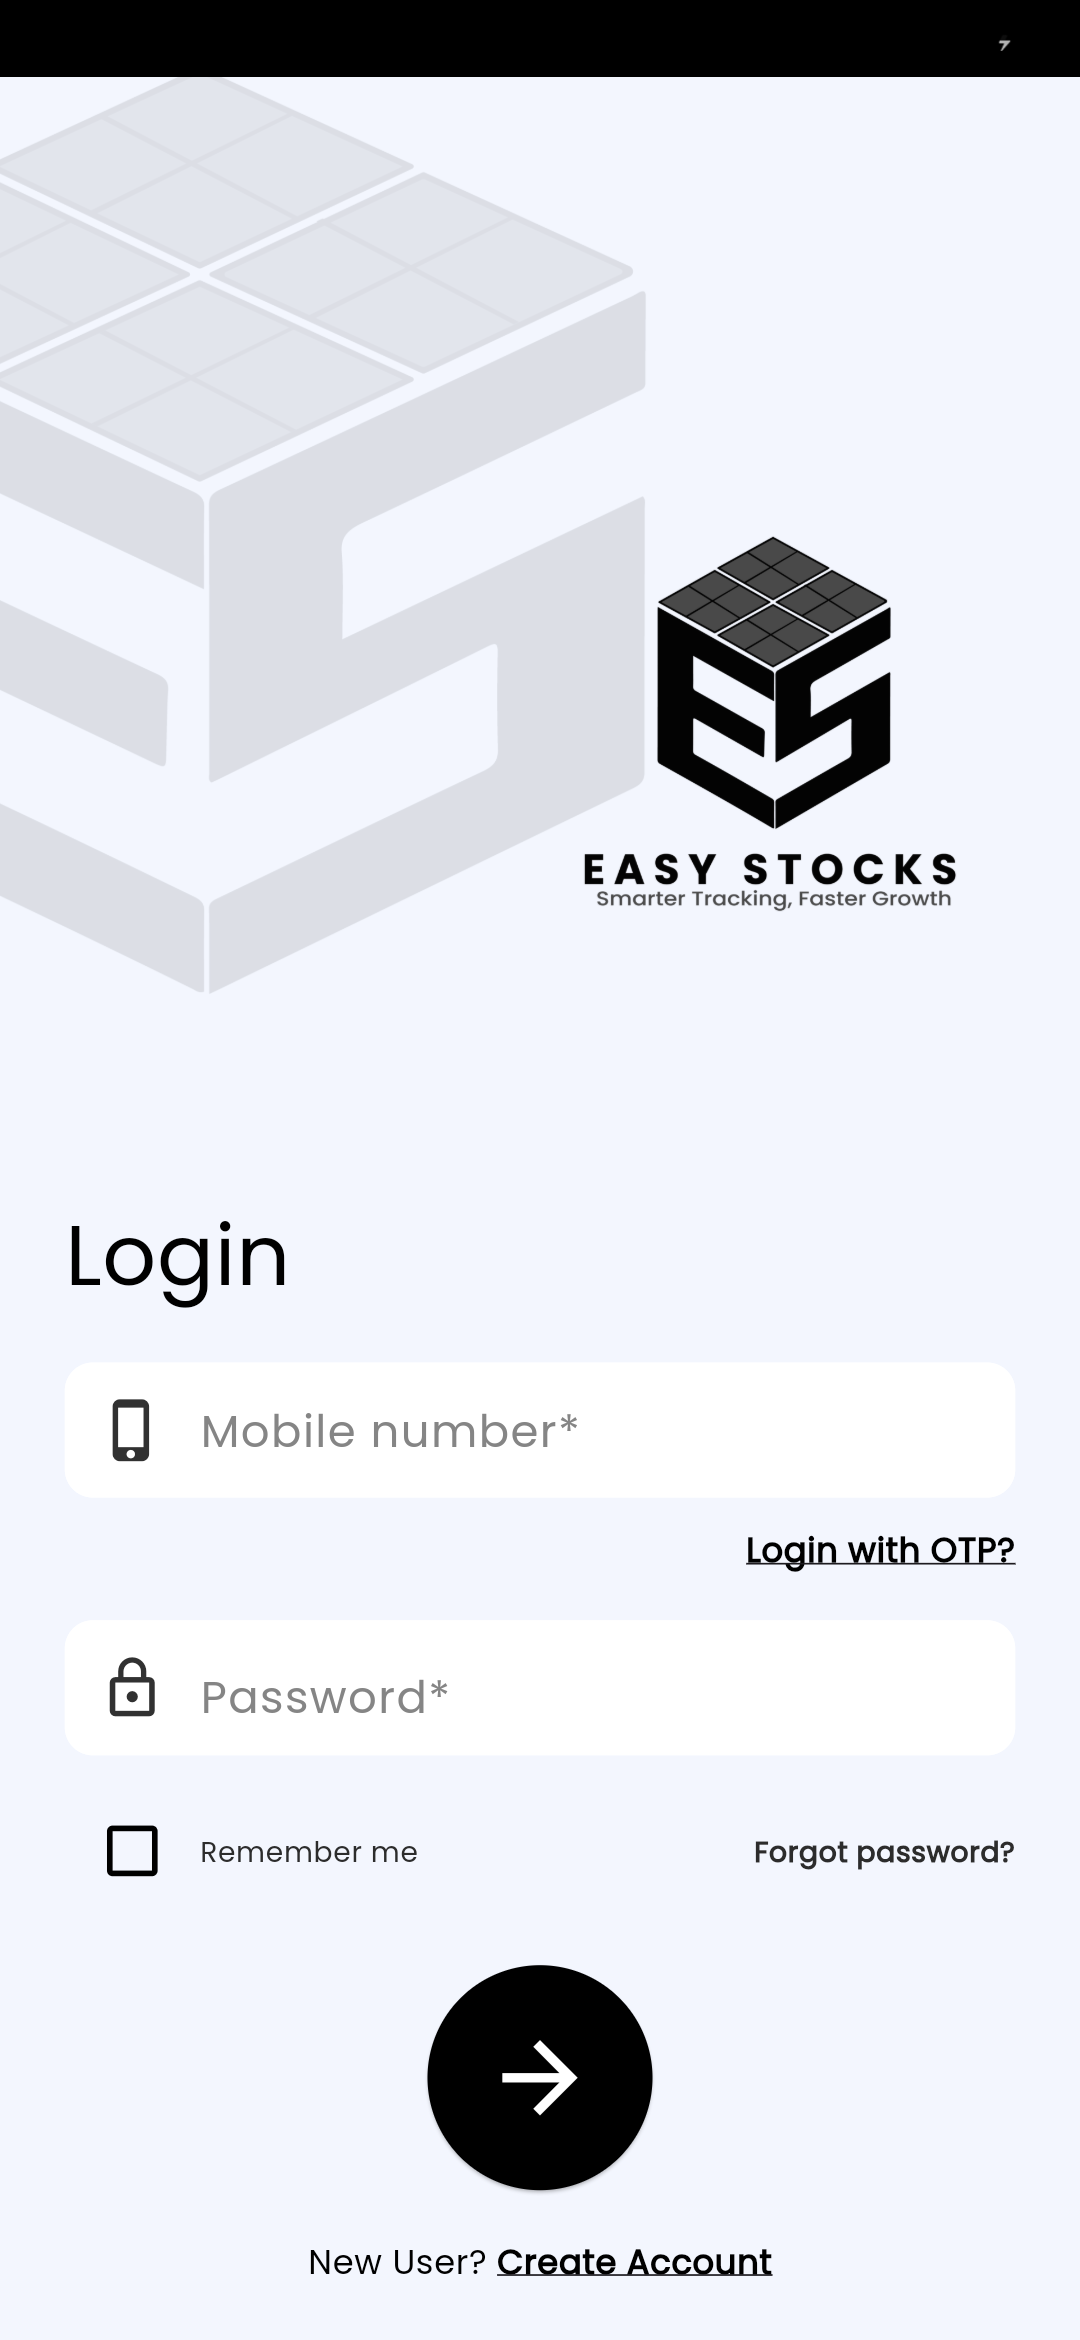 ES
EASY STOCKS
Smarter Tracking, Faster Growth
Login
Mobile number*
Login with OTP?
Password*
Remember me
Forgot password?
New User? Create Account